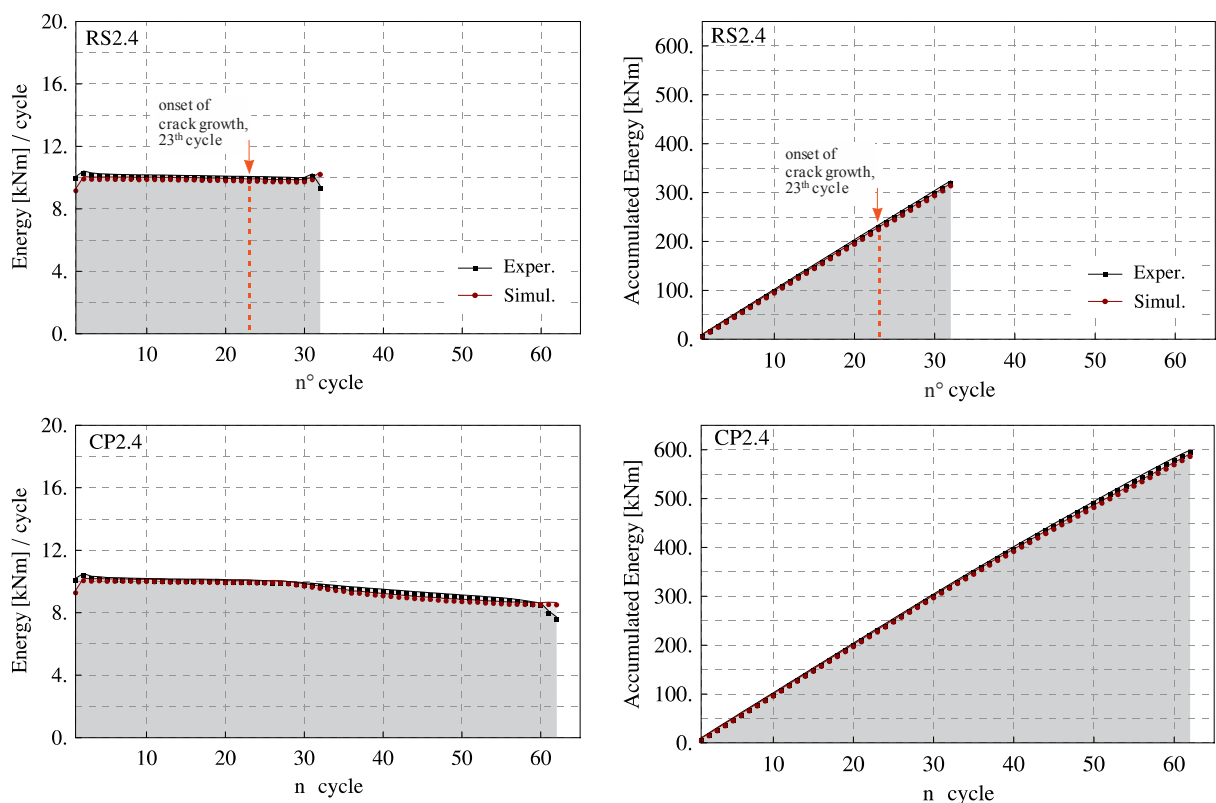 RS2.4
20.
16.
12.
8.
4.
0.
Energy [kNm] / cycle
onset of
crack growth,
23th cycle
Exper.
Simul.
10 20 30 40 50 60
n° cycle
RS2.4
600.
500.
400.
300.
200.
100.
0.
Accumulated Energy [kNm]
onset of
crack growth,
23th cycle
Exper.
Simul.
10 20 30 40 50 60
n° cycle
CP2.4
20.
16.
12.
8.
4.
0.
Energy [kNm] / cycle
10 20 30 40 50 60
n cycle
CP2.4
600.
500.
400.
300.
200.
100.
0.
Accumulated Energy [kNm]
10 20 30 40 50 60
n cycle